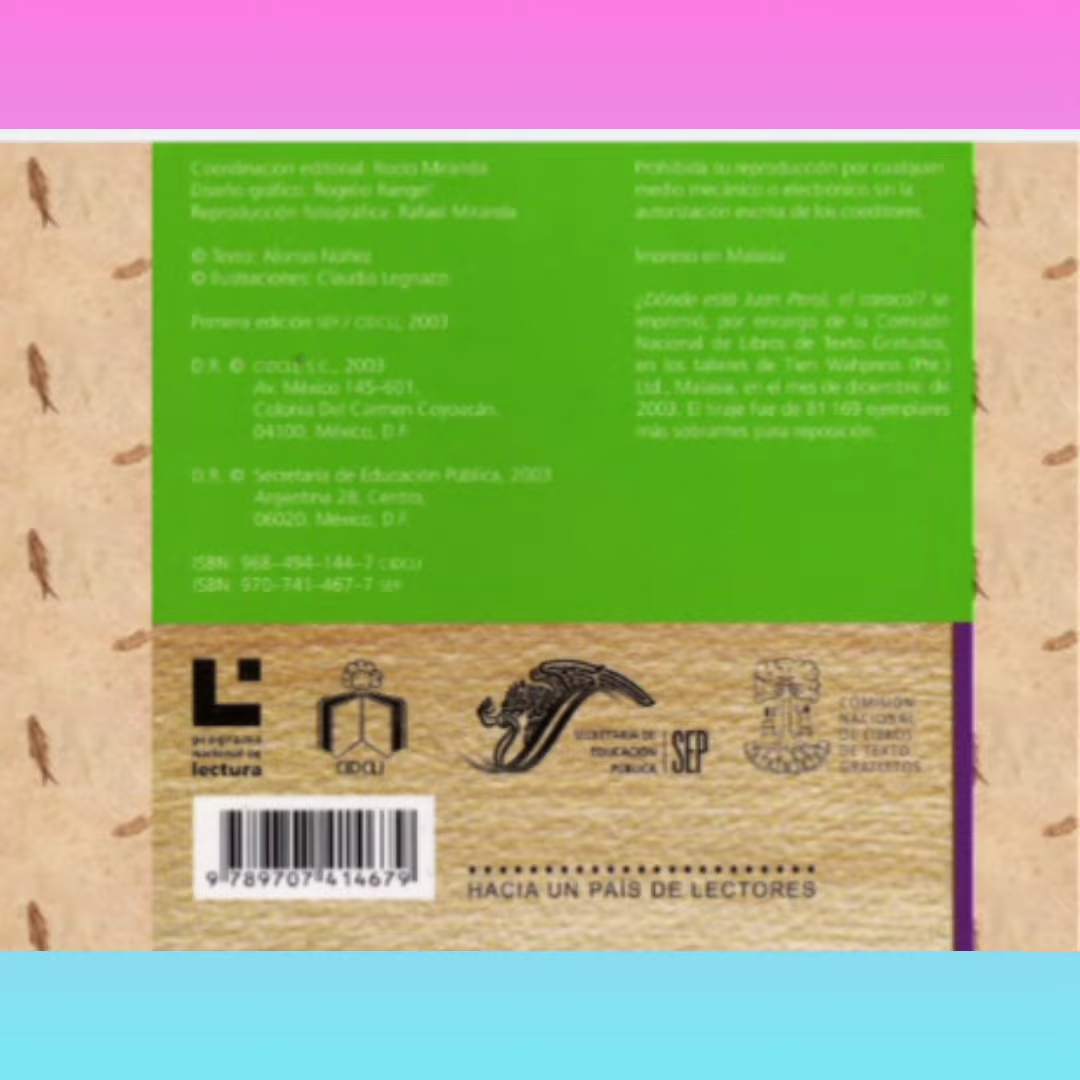 Coordinación editorial: Rocío Miranda
Diseño gráfico: Rogelio Rangel
Reproducción fotográfica: Rafael Miranda
© Texto: Alonso Núñez
© Ilustraciones: Claudia Legnazzi
Primera edición SEP / CIDCLI, 2003
D.R. © CIDCLI, S.C., 2003
Av. México 145–601,
Colonia Del Carmen Coyoacán,
04100, México, D.F.
D.R. © Secretaría de Educación Pública, 2003
Argentina 28, Centro,
06020, México, D.F.
ISBN: 968–494–144–7 CIDCLI
ISBN: 970–741–467–7 SEP
Prohibida su reproducción por cualquier
medio mecánico o electrónico sin la
autorización escrita de los coeditores.
Impreso en Malasia
¿Dónde está Juan Perol, el caracol? se
imprimió, por encargo de la Comisión
Nacional de Libros de Texto Gratuitos,
en los talleres de Tien Wahpress (Pte.)
Ltd., Malasia, en el mes de diciembre de
2003. El tiraje fue de 81 169 ejemplares
más sobrantes para reposición.
programa
nacional de
lectura
CIDCLI
SECRETARÍA DE
EDUCACIÓN
PÚBLICA
SEP
COMISIÓN
NACIONAL
DE LIBROS
DE TEXTO
GRATUITOS
9 789707 414679
HACIA UN PAÍS DE LECTORES